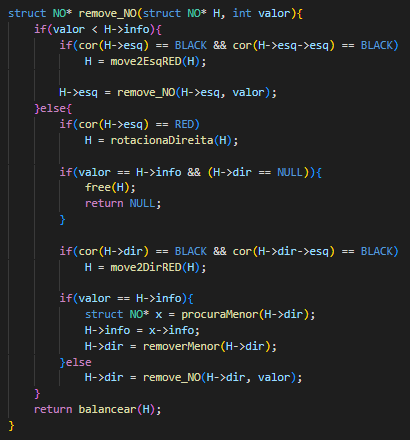 struct NO* remove_NO(struct NO* H, int valor){
    if(valor < H->info){
        if(cor(H->esq) == BLACK && cor(H->esq->esq) == BLACK)
            H = move2EsqRED(H);

        H->esq = remove_NO(H->esq, valor);
    }else{
        if(cor(H->esq) == RED)
            H = rotacionaDireita(H);

        if(valor == H->info && (H->dir == NULL)){
            free(H);
            return NULL;
        }

        if(cor(H->dir) == BLACK && cor(H->dir->esq) == BLACK)
            H = move2DirRED(H);

        if(valor == H->info){
            struct NO* x = procuraMenor(H->dir);
            H->info = x->info;
            H->dir = removerMenor(H->dir);
        }else
            H->dir = remove_NO(H->dir, valor);
    }
    return balancear(H);
}